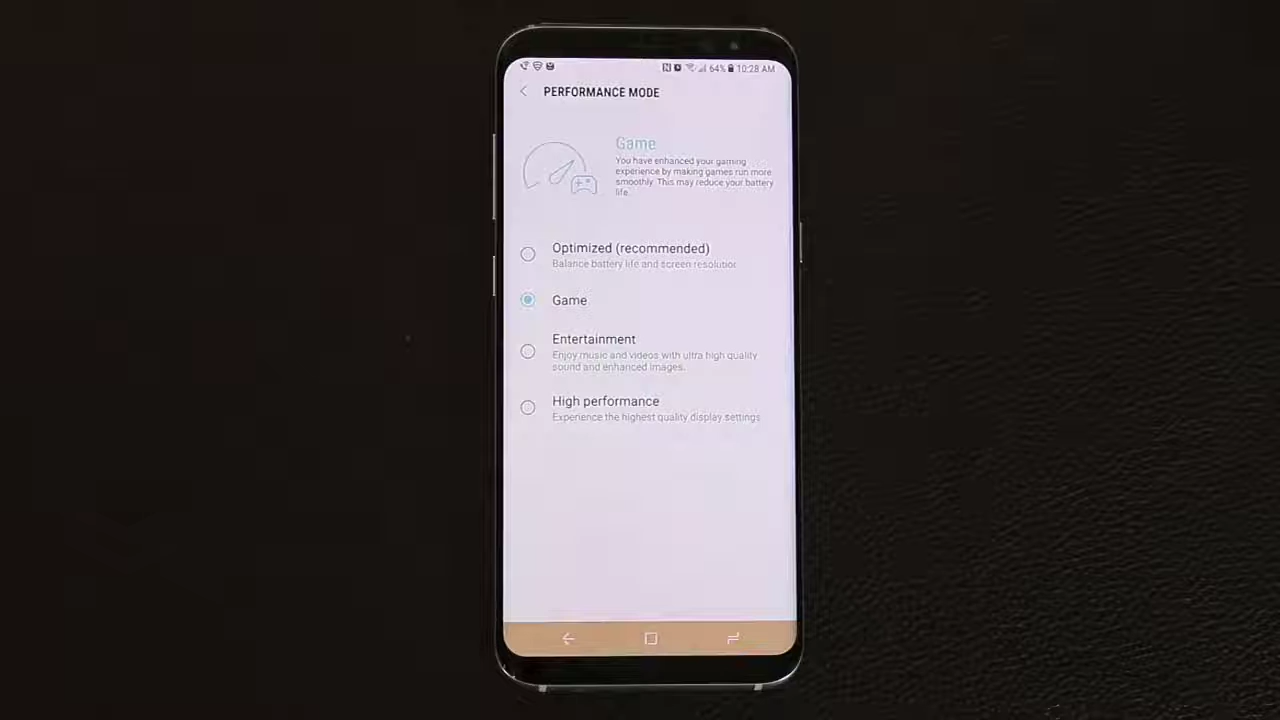 64% 10:28 AM
PERFORMANCE MODE
Game
You have enhanced your gaming
experience by making games run more
smoothly. This may reduce your battery
life.
Optimized (recommended)
Balance battery life and screen resolution.
Game
Entertainment
Enjoy music and videos with ultra high quality
sound and enhanced images.
High performance
Experience the highest quality display settings.